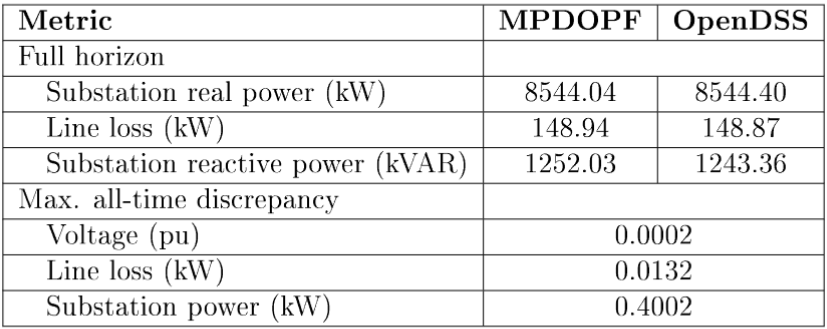 Metric MPDOPF OpenDSS
Full horizon
Substation real power (kW) 8544.04 8544.40
Line loss (kW) 148.94 148.87
Substation reactive power (kVAR) 1252.03 1243.36
Max. all-time discrepancy
Voltage (pu) 0.0002
Line loss (kW) 0.0132
Substation power (kW) 0.4002